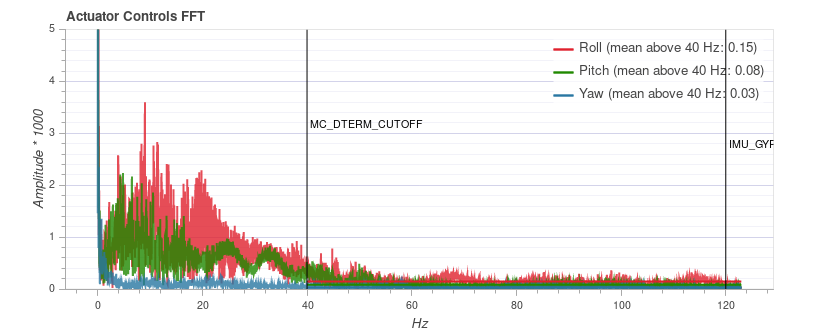 Actuator Controls FFT
Roll (mean above 40 Hz: 0.15)
Pitch (mean above 40 Hz: 0.08)
Yaw (mean above 40 Hz: 0.03)
MC_DTERM_CUTOFF
IMU_GYR
Amplitude * 1000
5
4
3
2
1
0
0 20 40 60 80 100 120
Hz